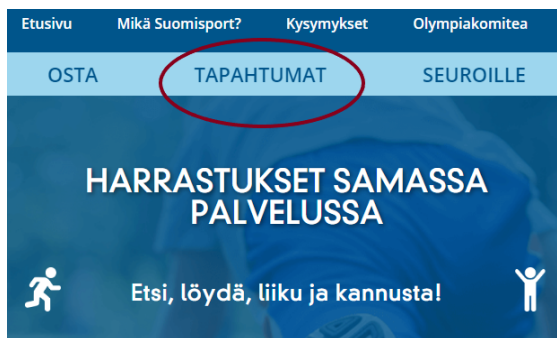 Etusivu Mikä Suomisport? Kysymykset Olympiakomitea
OSTA TAPAHTUMAT SEUROILLE
HARRASTUKSET SAMASSA
PALVELUSSA
Etsi, löydä, liiku ja kannusta!